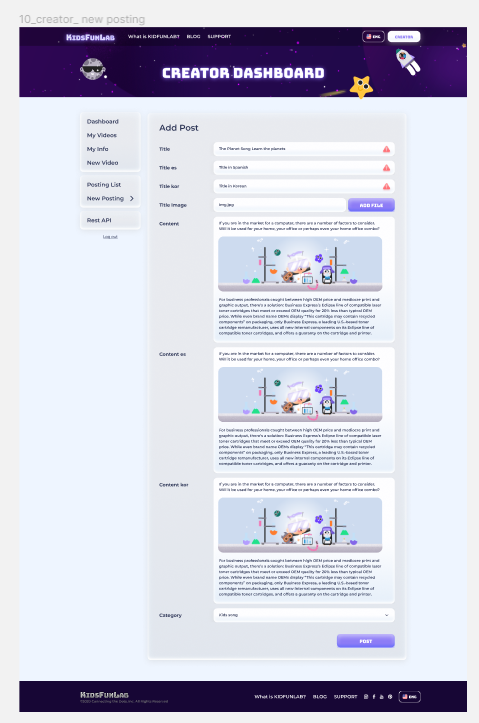 10_creator_ new posting
KidsFunLab What is KIDFUNLAB? BLOG SUPPORT ENG CREATOR
CREATOR DASHBOARD
Dashboard
My Videos
My Info
New Video
Posting List
New Posting
Rest API
Log out
Add Post
Title The Planet Song Learn the planets
Title es Title in Spanish
Title kor Title in Korean
Title Image img.jpg ADD FILE
Content
If you are in the market for a computer, there are a number of factors to consider.
Will it be used for your home, your office or perhaps even your home office combo?
For business professionals caught between high OEM price and mediocre print and
graphic output, there's a solution: Business Express's Eclipse line of compatible laser
toner cartridges that meet or exceed OEM quality for 20% less than typical OEM
price. While even brand name OEMs display "This cartridge may contain recycled
components" on packaging, only Business Express, a leading U.S.-based toner
cartridge remanufacturer, uses all new internal components on its Eclipse line of
compatible toner cartridges, and offers a guaranty on the cartridge and printer.
Content es
If you are in the market for a computer, there are a number of factors to consider.
Will it be used for your home, your office or perhaps even your home office combo?
For business professionals caught between high OEM price and mediocre print and
graphic output, there's a solution: Business Express's Eclipse line of compatible laser
toner cartridges that meet or exceed OEM quality for 20% less than typical OEM
price. While even brand name OEMs display "This cartridge may contain recycled
components" on packaging, only Business Express, a leading U.S.-based toner
cartridge remanufacturer, uses all new internal components on its Eclipse line of
compatible toner cartridges, and offers a guaranty on the cartridge and printer.
Content kor
If you are in the market for a computer, there are a number of factors to consider.
Will it be used for your home, your office or perhaps even your home office combo?
For business professionals caught between high OEM price and mediocre print and
graphic output, there's a solution: Business Express's Eclipse line of compatible laser
toner cartridges that meet or exceed OEM quality for 20% less than typical OEM
price. While even brand name OEMs display "This cartridge may contain recycled
components" on packaging, only Business Express, a leading U.S.-based toner
cartridge remanufacturer, uses all new internal components on its Eclipse line of
compatible toner cartridges, and offers a guaranty on the cartridge and printer.
Category Kids song
POST
KidsFunLab What is KIDFUNLAB? BLOG SUPPORT ENG
©2020 Connecting The Dots, Inc. All Rights Reserved